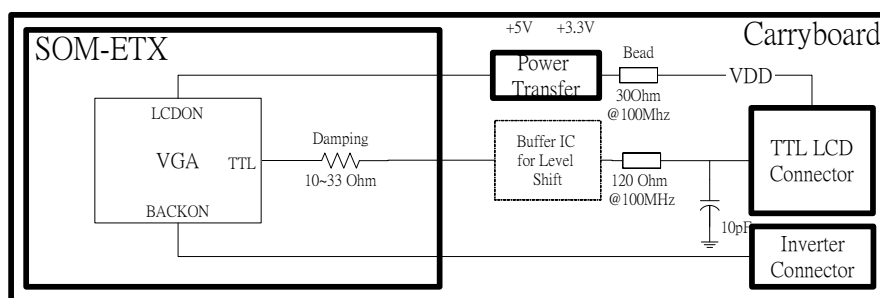 SOM-ETX
+5V +3.3V
Carryboard
Power
Transfer
Bead
30Ohm
@100Mhz
VDD
LCDON
VGA
TTL
BACKON
Damping
10~33 Ohm
Buffer IC
for Level
Shift
120 Ohm
@100MHz
10pF
TTL LCD
Connector
Inverter
Connector